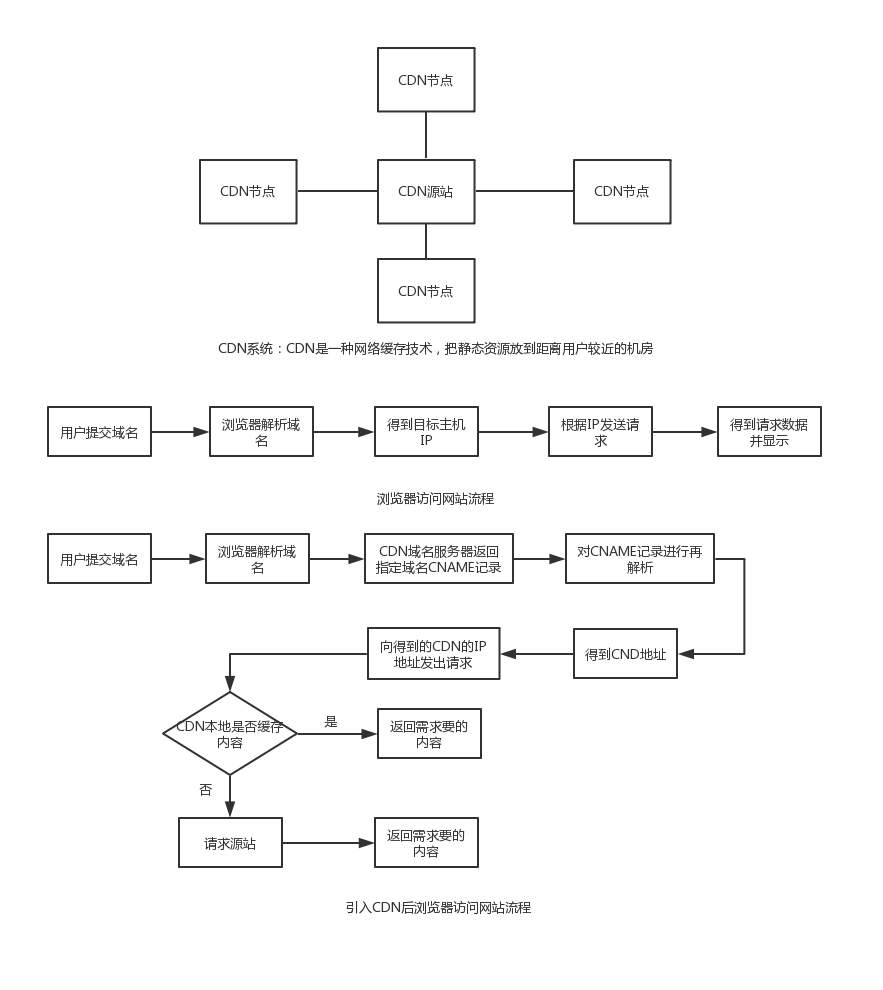 CDN节点
CDN节点
CDN源站
CDN节点
CDN节点
CDN系统：CDN是一种网络缓存技术，把静态资源放到距离用户较近的机房
用户提交域名
浏览器解析域
名
得到目标主机
IP
根据IP发送请
求
得到请求数据
并显示
浏览器访问网站流程
用户提交域名
浏览器解析域
名
CDN域名服务器返回
指定域名CNAME记录
对CNAME记录进行再
解析
得到CND地址
向得到的CDN的IP
地址发出请求
CDN本地是否缓存
内容
是
返回需求要的
内容
否
请求源站
返回需求要的
内容
引入CDN后浏览器访问网站流程